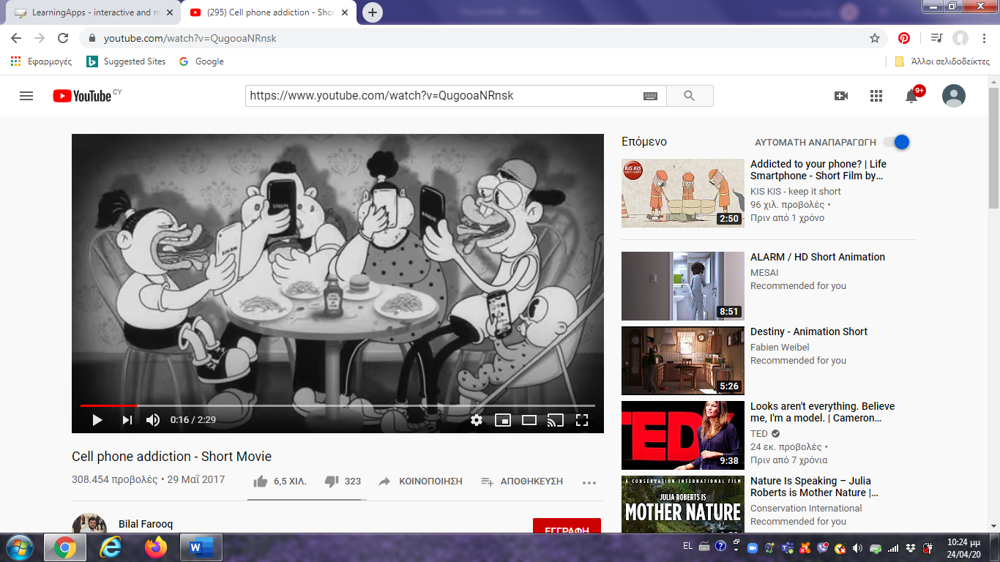 LearningApps - interactive and m
(295) Cell phone addiction - Shor
youtube.com/watch?v=QugooaNRnsk
Εφαρμογές
Suggested Sites
Google
Άλλοι σελιδοδείκτες
YouTube CY
https://www.youtube.com/watch?v=QugooaNRnsk
9+
0:16 / 2:29
Cell phone addiction - Short Movie
308.454 προβολές • 29 Μαΐ 2017
6,5 ΧΙΛ.
323
ΚΟΙΝΟΠΟΙΗΣΗ
ΑΠΟΘΗΚΕΥΣΗ
Bilal Farooq
ΕΓΓΡΑΦΗ
Επόμενο
ΑΥΤΟΜΑΤΗ ΑΝΑΠΑΡΑΓΩΓΗ
KIS KIS
2:50
Addicted to your phone? | Life
Smartphone - Short Film by...
KIS KIS - keep it short
96 χιλ. προβολές •
Πριν από 1 χρόνο
8:51
ALARM / HD Short Animation
MESAI
Recommended for you
5:26
Destiny - Animation Short
Fabien Weibel
Recommended for you
TED
9:38
Looks aren't everything. Believe
me, I'm a model. | Cameron...
TED
24 εκ. προβολές •
Πριν από 7 χρόνια
A CONSERVATION INTERNATIONAL FILM
JULIA ROBERTS IS
MOTHER NATURE
Nature Is Speaking – Julia
Roberts is Mother Nature |...
Conservation International
Recommended for you
EL
10:24 μμ
24/04/20